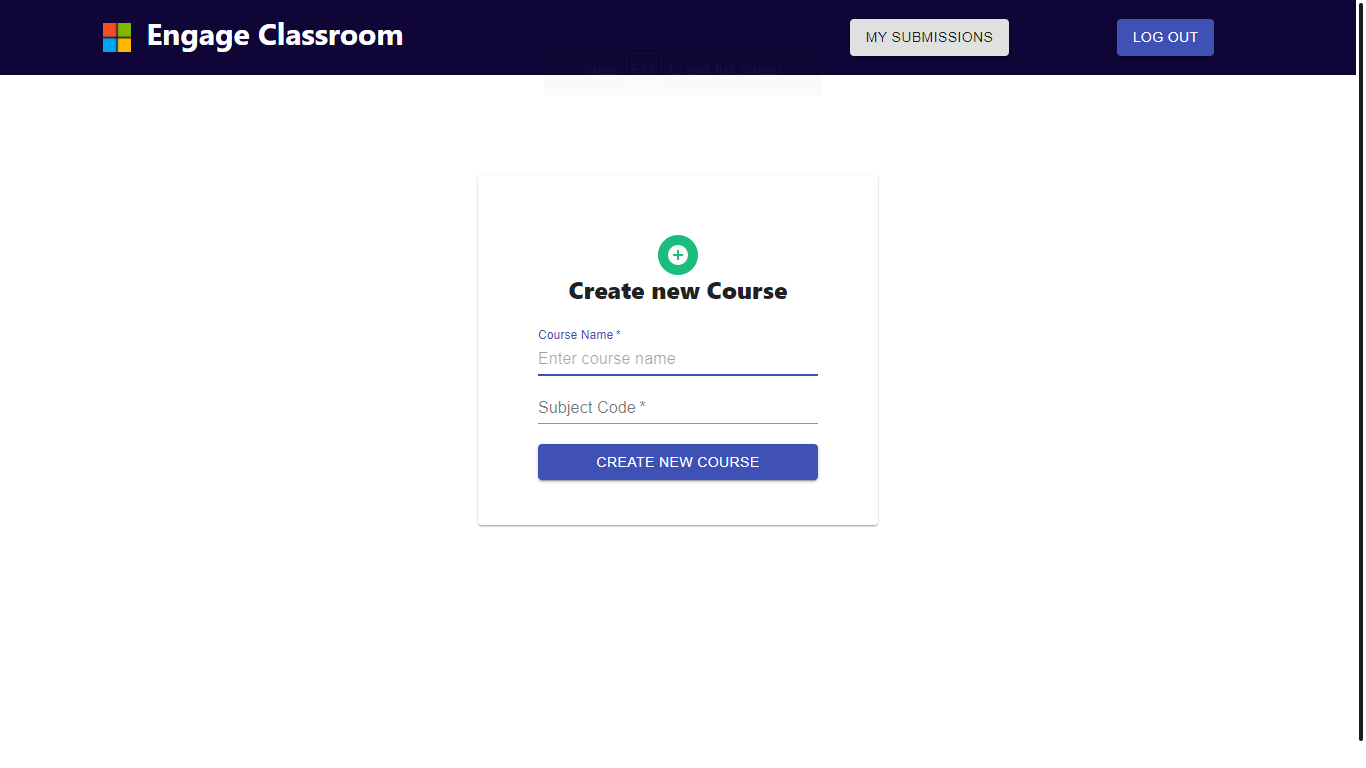 Engage Classroom
MY SUBMISSIONS
LOG OUT
Press F11 to exit full screen
Create new Course
Course Name *
Enter course name
Subject Code *
CREATE NEW COURSE